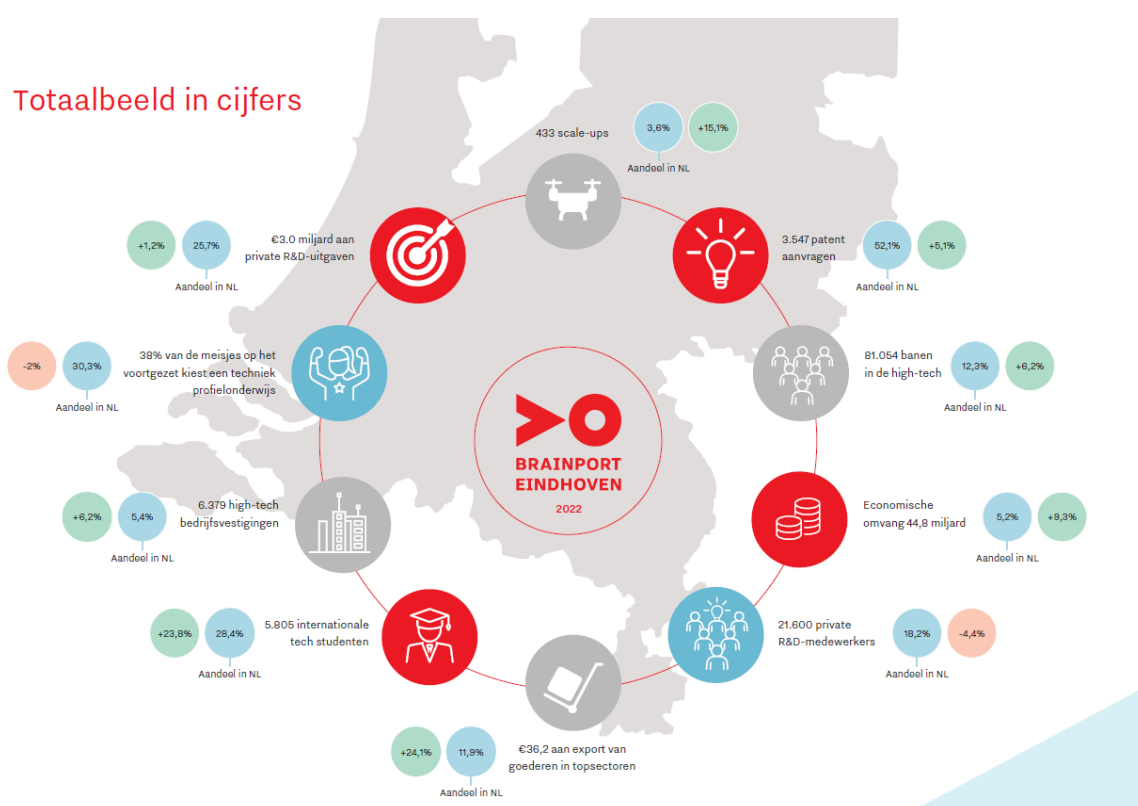 Totaalbeeld in cijfers
433 scale-ups
3,6%
+15,1%
Aandeel in NL
3.547 patent
aanvragen
52,1%
+5,1%
Aandeel in NL
81.054 banen
in de high-tech
12,3%
+6,2%
Aandeel in NL
Economische
omvang 44,8 miljard
5,2%
+9,3%
Aandeel in NL
21.600 private
R&D-medewerkers
18,2%
-4,4%
Aandeel in NL
€36,2 aan export van
goederen in topsectoren
+24,1%
11,9%
Aandeel in NL
5.805 internationale
tech studenten
+23,8%
28,4%
Aandeel in NL
6.379 high-tech
bedrijfsvestigingen
+6,2%
5,4%
Aandeel in NL
38% van de meisjes op het
voortgezet kiest een techniek
profielonderwijs
-2%
30,3%
Aandeel in NL
€3.0 miljard aan
private R&D-uitgaven
+1,2%
25,7%
Aandeel in NL
BRAINPORT
EINDHOVEN
2022